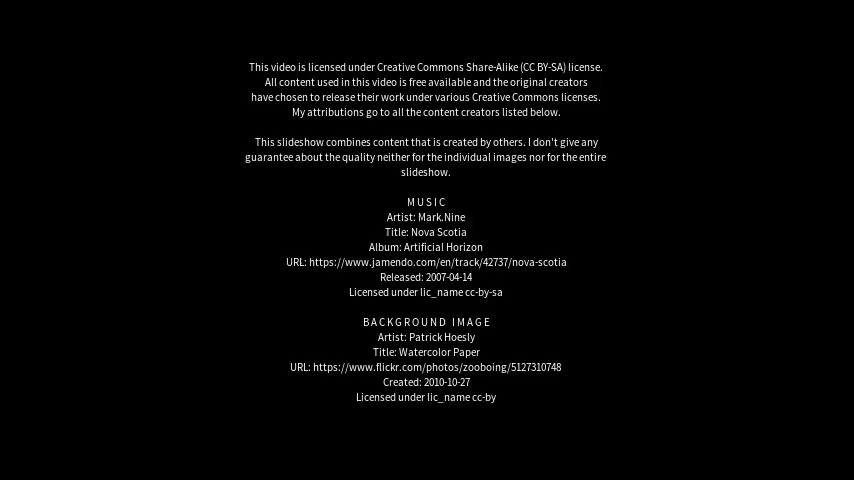 This video is licensed under Creative Commons Share-Alike (CC BY-SA) license.
All content used in this video is free available and the original creators
have chosen to release their work under various Creative Commons licenses.
My attributions go to all the content creators listed below.
This slideshow combines content that is created by others. I don't give any
guarantee about the quality neither for the individual images nor for the entire
slideshow.
MUSIC
Artist: Mark.Nine
Title: Nova Scotia
Album: Artificial Horizon
URL: https://www.jamendo.com/en/track/42737/nova-scotia
Released: 2007-04-14
Licensed under lic_name cc-by-sa
BACKGROUND IMAGE
Artist: Patrick Hoesly
Title: Watercolor Paper
URL: https://www.flickr.com/photos/zooboing/5127310748
Created: 2010-10-27
Licensed under lic_name cc-by